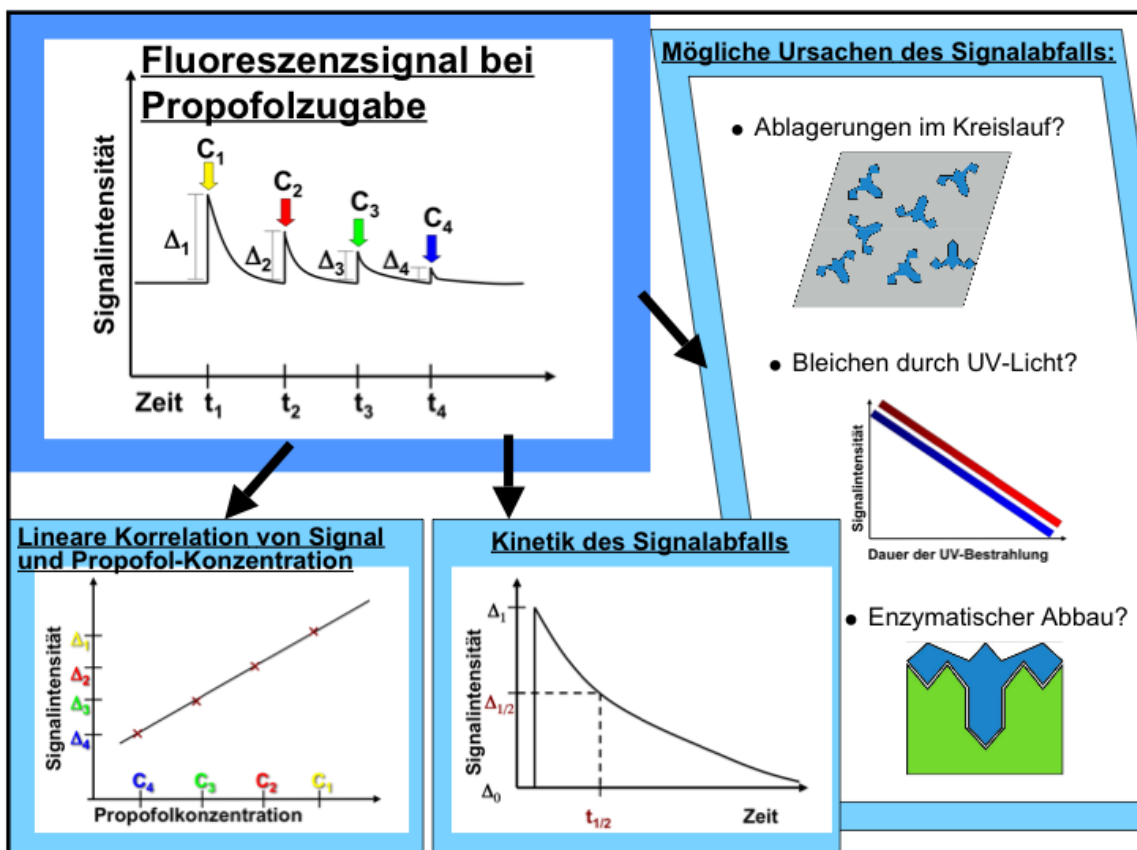 Fluoreszenzsignal bei
Propofolzugabe
Signalintensität
C1
C2
C3
C4
Δ1
Δ2
Δ3
Δ4
Zeit
t1
t2
t3
t4
Mögliche Ursachen des Signalabfalls:
• Ablagerungen im Kreislauf?
• Bleichen durch UV-Licht?
Signalintensität
Dauer der UV-Bestrahlung
• Enzymatischer Abbau?
Lineare Korrelation von Signal
und Propofol-Konzentration
Signalintensität
Δ1
Δ2
Δ3
Δ4
C4
C3
C2
C1
Propofolkonzentration
Kinetik des Signalabfalls
Signalintensität
Δ1
Δ1/2
Δ0
t1/2
Zeit